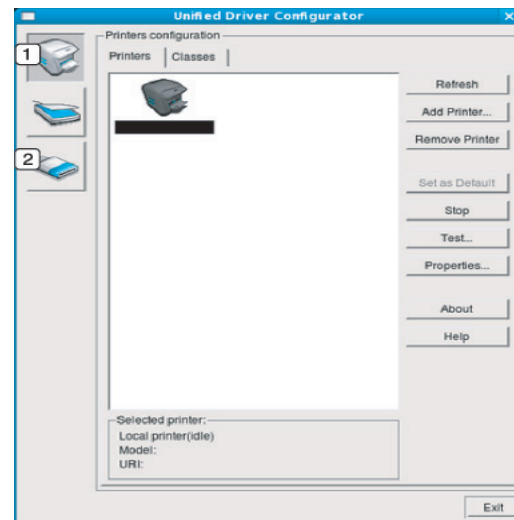 Unified Driver Configurator
1
2
Printers configuration
Printers Classes
Refresh
Add Printer...
Remove Printer
Set as Default
Stop
Test...
Properties...
About
Help
Selected printer:
Local printer(idle)
Model:
URI:
Exit